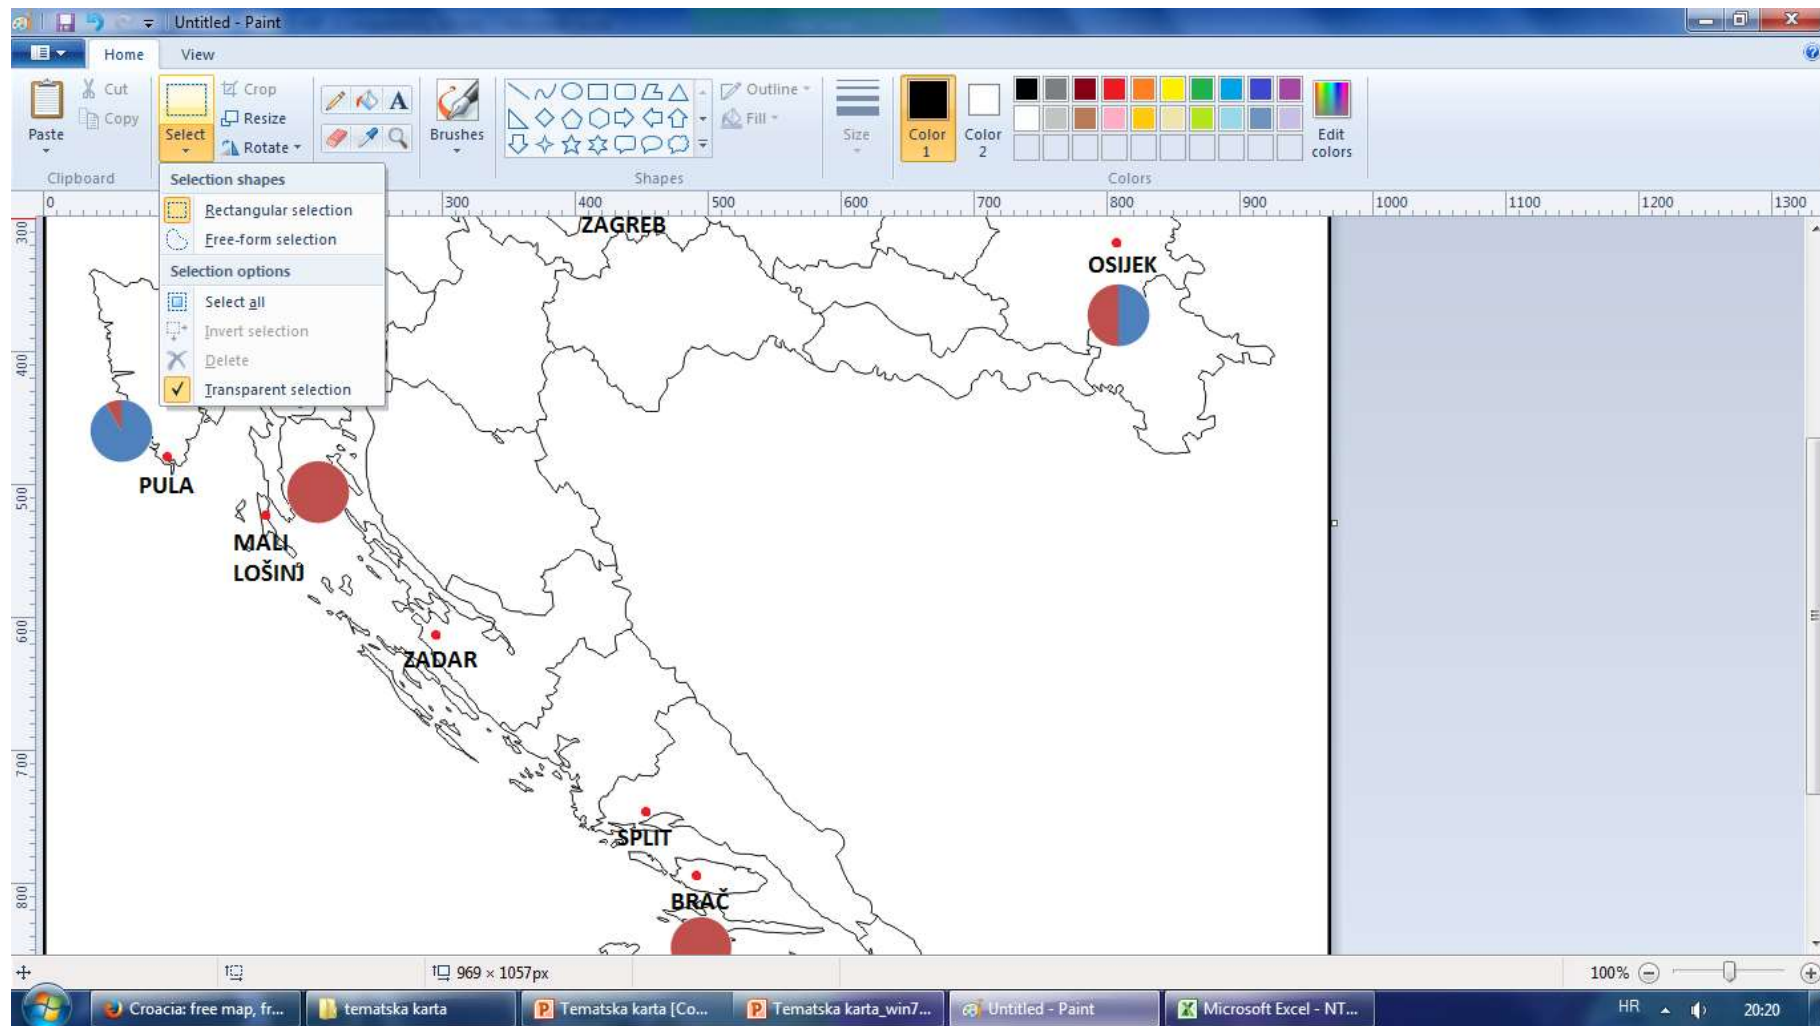 Untitled - Paint
Home View
Paste
Cut
Copy
Clipboard
Select
Crop
Resize
Rotate
A
Brushes
Outline
Fill
Shapes
Size
Color 1
Color 2
Edit colors
Colors
Selection shapes
Rectangular selection
Free-form selection
Selection options
Select all
Invert selection
Delete
Transparent selection
0 300 400 500 600 700 800 900 1000 1100 1200 1300
300
400
500
600
700
800
ZAGREB
OSIJEK
PULA
MALI
LOŠINJ
ZADAR
SPLIT
BRAČ
969 × 1057px
100%
Croacia: free map, fr...
tematska karta
Tematska karta [Co...
Tematska karta_win7...
Untitled - Paint
Microsoft Excel - NT...
HR
20:20